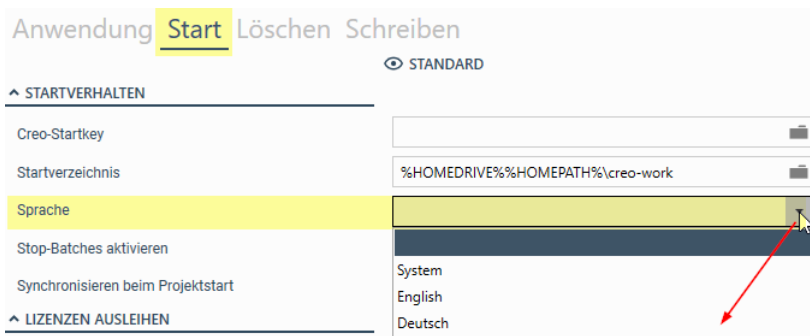 Anwendung Start Löschen Schreiben
STANDARD
STARTVERHALTEN
Creo-Startkey
Startverzeichnis %HOMEDRIVE%%HOMEPATH%\creo-work
Sprache
Stop-Batches aktivieren
System
Synchronisieren beim Projektstart
English
LIZENZEN AUSLEIHEN
Deutsch